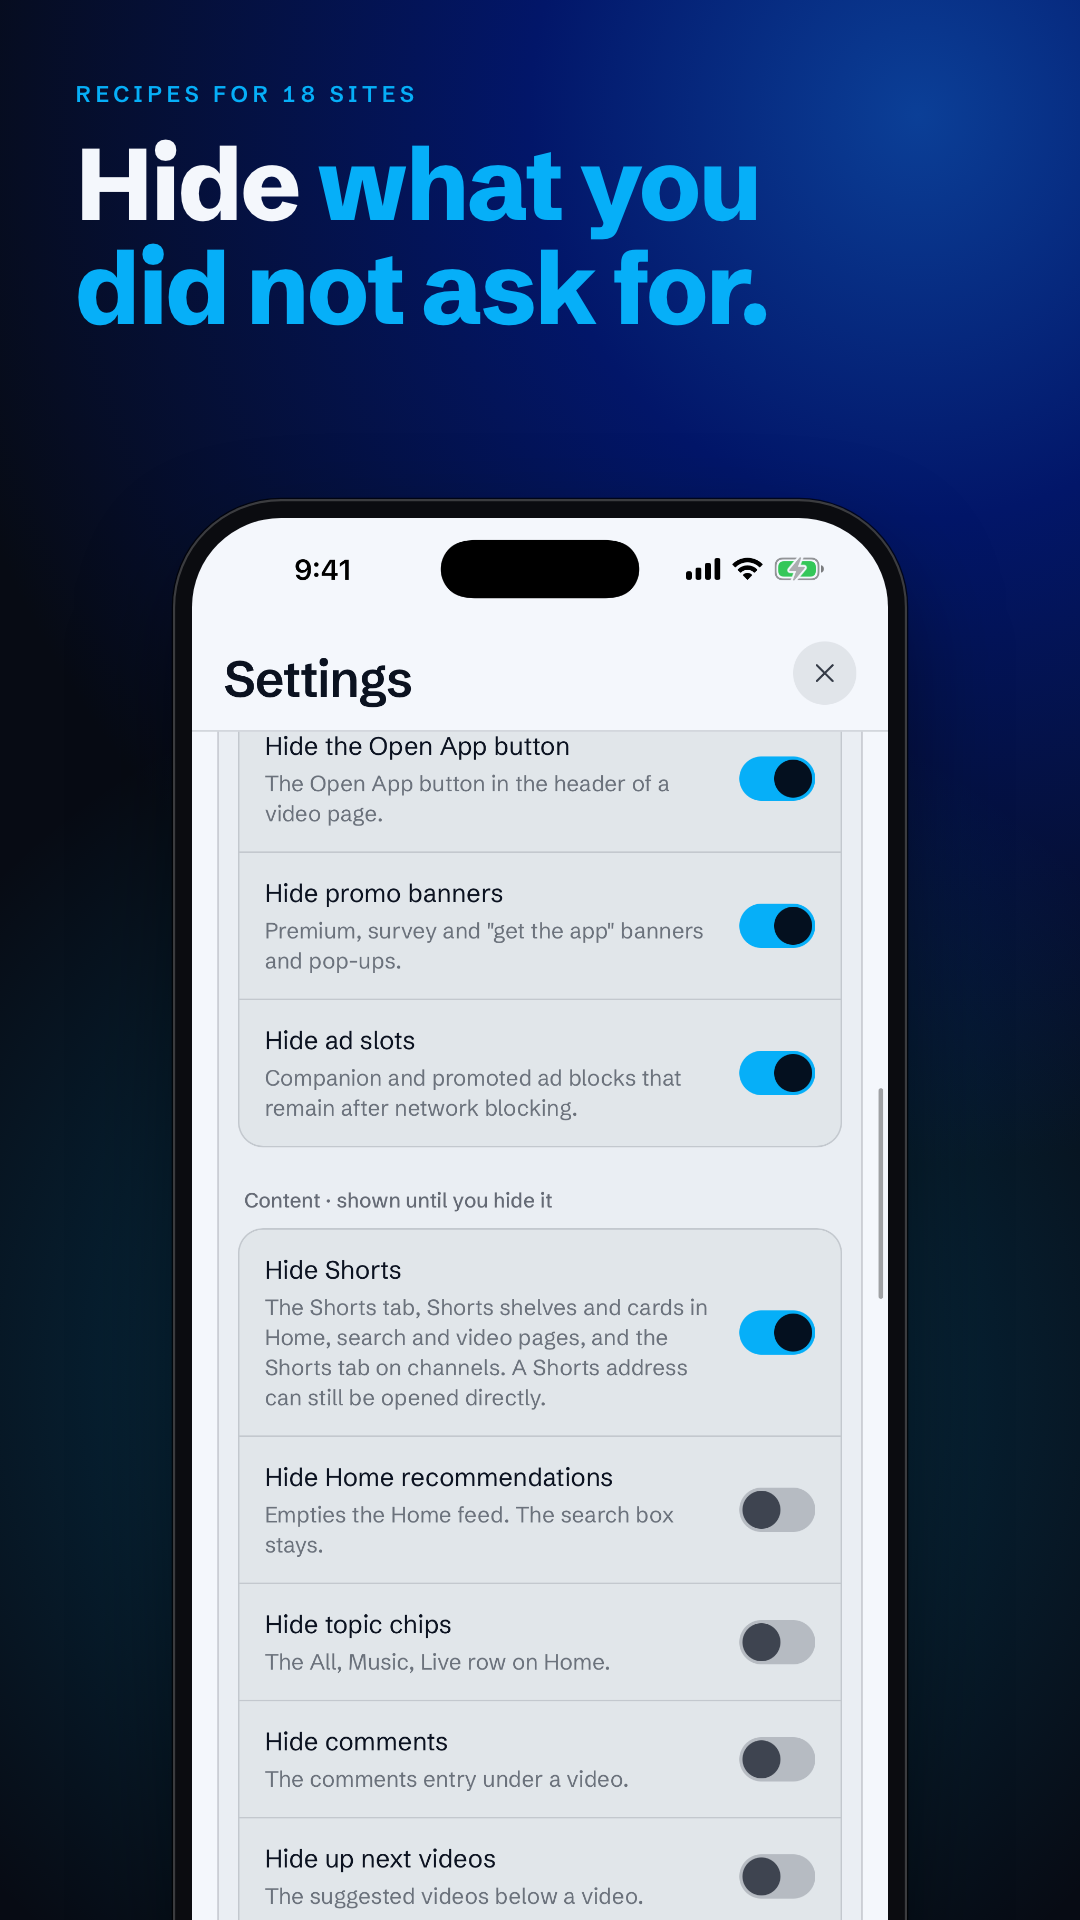 RECIPES FOR 18 SITES
Hide what you
did not ask for.
9:41
Settings
Hide the Open App button
The Open App button in the header of a
video page.
Hide promo banners
Premium, survey and "get the app" banners
and pop-ups.
Hide ad slots
Companion and promoted ad blocks that
remain after network blocking.
Content · shown until you hide it
Hide Shorts
The Shorts tab, Shorts shelves and cards in
Home, search and video pages, and the
Shorts tab on channels. A Shorts address
can still be opened directly.
Hide Home recommendations
Empties the Home feed. The search box
stays.
Hide topic chips
The All, Music, Live row on Home.
Hide comments
The comments entry under a video.
Hide up next videos
The suggested videos below a video.